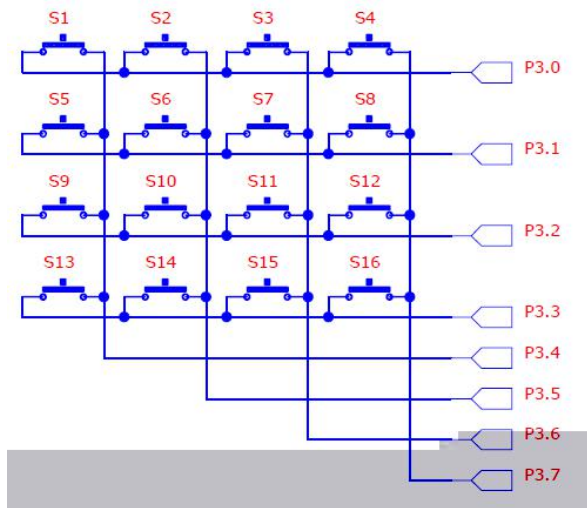 S1 S2 S3 S4
P3.0
S5 S6 S7 S8
P3.1
S9 S10 S11 S12
P3.2
S13 S14 S15 S16
P3.3
P3.4
P3.5
P3.6
P3.7